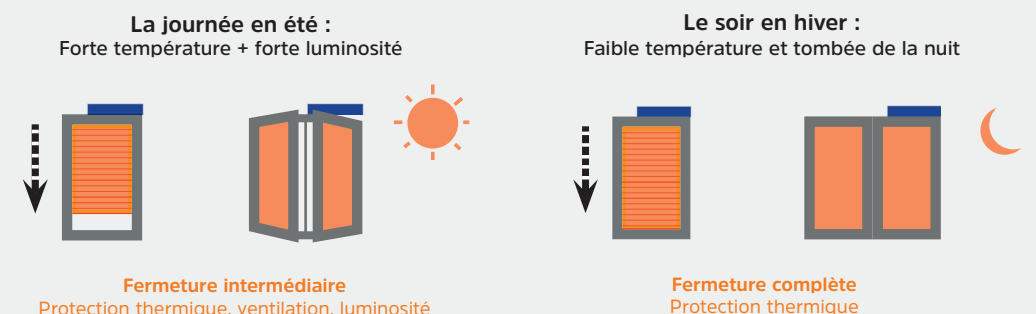 La journée en été :
Forte température + forte luminosité
Fermeture intermédiaire
Protection thermique, ventilation, luminosité
Le soir en hiver :
Faible température et tombée de la nuit
Fermeture complète
Protection thermique